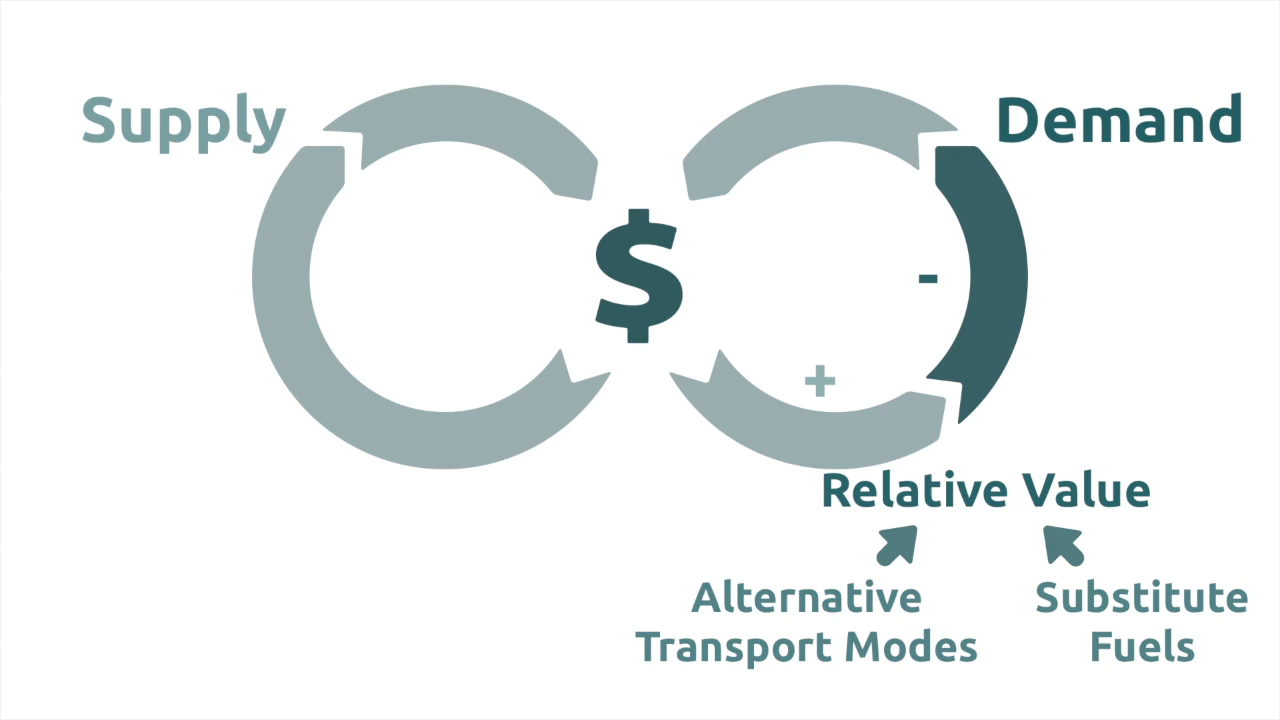 Supply
Demand
$
-
+
Relative Value
Alternative
Transport Modes
Substitute
Fuels